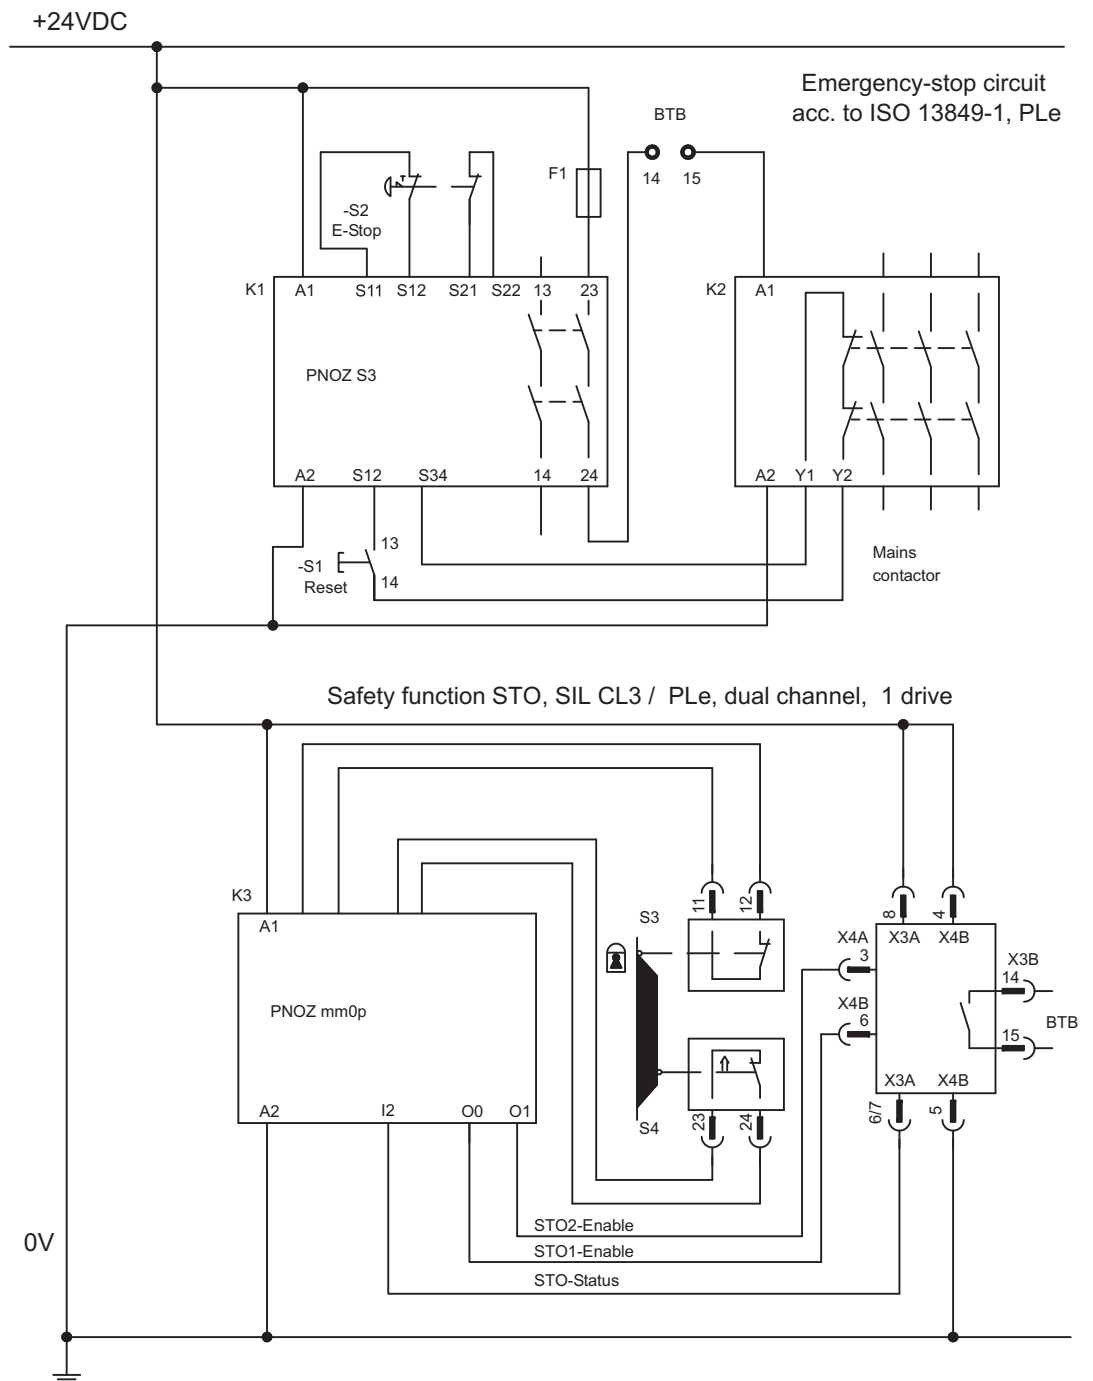 +24VDC
Emergency-stop circuit
acc. to ISO 13849-1, PLe
BTB
14 15
F1
-S2
E-Stop
K1
A1 S11 S12 S21 S22 13 23
K2
A1
PNOZ S3
A2 S12 S34 14 24
A2 Y1 Y2
13
-S1
Reset
14
Mains
contactor
Safety function STO, SIL CL3 / PLe, dual channel, 1 drive
K3
A1
S3
11
12
8
4
X3A X4B
X4A
3
X3B
14
X4B
6
PNOZ mm0p
BTB
15
X3A X4B
6/7
5
A2 I2 O0 O1
S4
23
24
STO2-Enable
STO1-Enable
STO-Status
0V